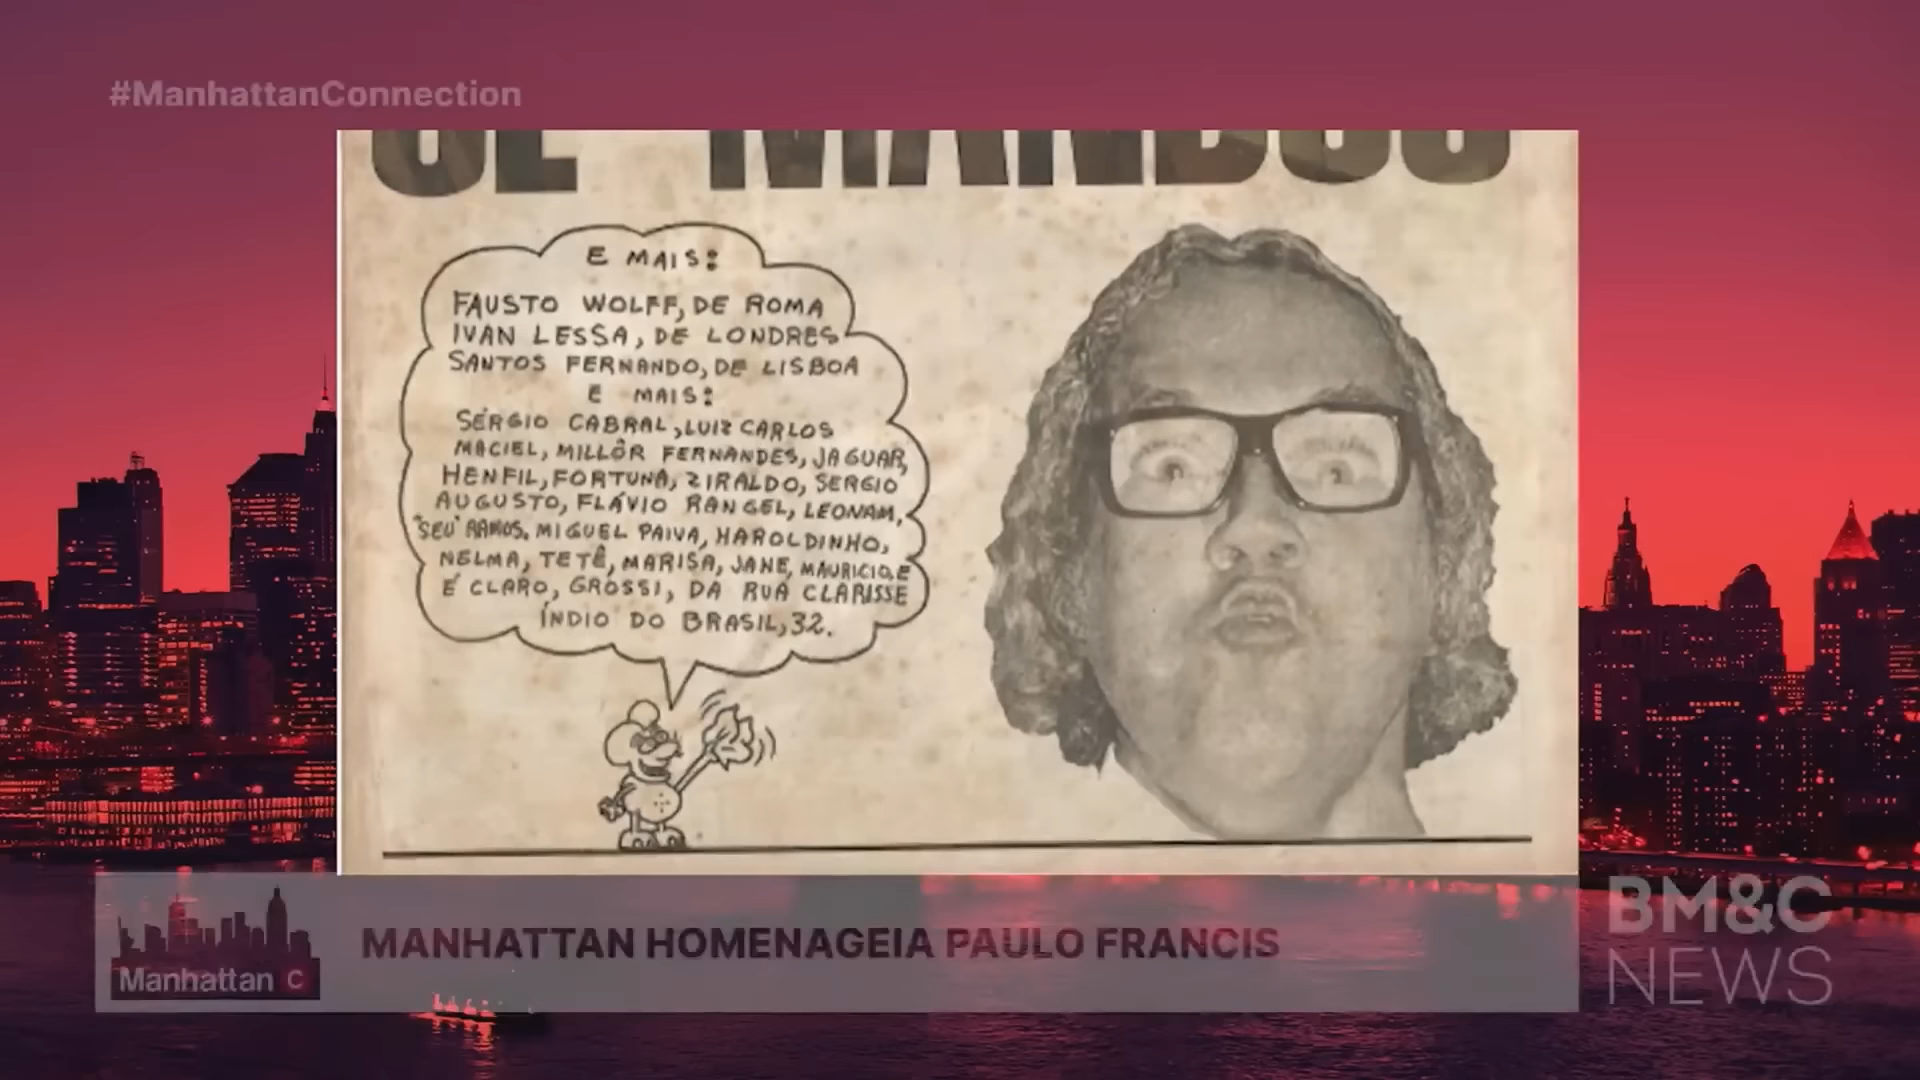 #ManhattanConnection
SE MANDOU
E MAIS:
FAUSTO WOLFF, DE ROMA
IVAN LESSA, DE LONDRES
SANTOS FERNANDO, DE LISBOA
E MAIS:
SÉRGIO CABRAL, LUIZ CARLOS
MACIEL, MILLÔR FERNANDES, JAGUAR,
HENFIL, FORTUNA, ZIRALDO, SERGIO
AUGUSTO, FLÁVIO RANGEL, LEONAM,
"SEU" RAMOS, MIGUEL PAIVA, HAROLDINHO,
NELMA, TETÊ, MARISA, JANE, MAURICIO, E
É CLARO, GROSSI, DA RUA CLARISSE
ÍNDIO DO BRASIL, 32.
MANHATTAN HOMENAGEIA PAULO FRANCIS
Manhattan C
BM&C
NEWS